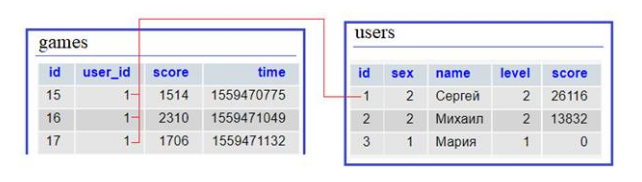 games
id user_id score time
15 1 1514 1559470775
16 1 2310 1559471049
17 1 1706 1559471132
users
id sex name level score
1 2 Сергей 2 26116
2 2 Михаил 2 13832
3 1 Мария 1 0